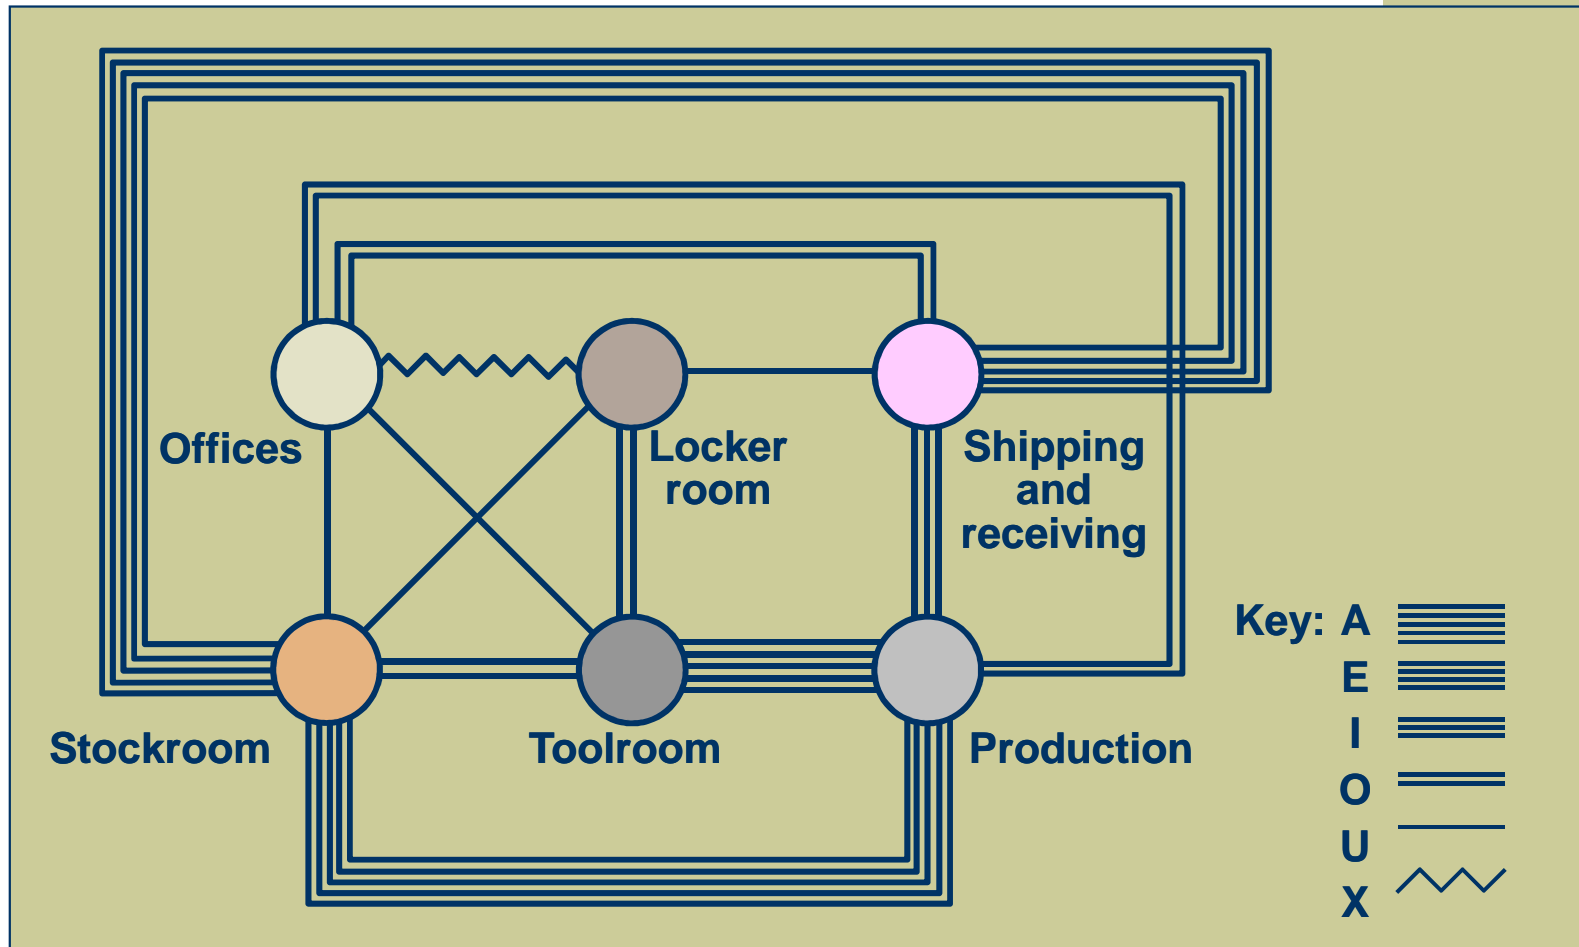 Offices
Locker
room
Shipping
and
receiving
Stockroom
Toolroom
Production
Key: A
E
I
O
U
X